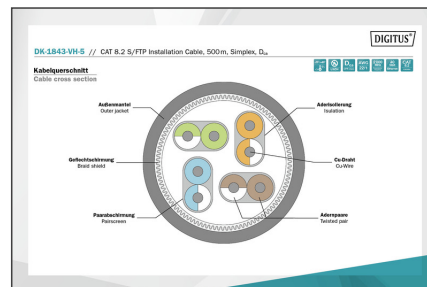 DIGITUS®
DK-1843-VH-5 // CAT 8.2 S/FTP Installation Cable, 500 m, Simplex, Dca
Kabelquerschnitt
Cable cross section
Außenmantel
Outer jacket
Aderisolierung
Isolation
Geflechtschirmung
Braid shield
Cu-Draht
Cu-Wire
Paarabschirmung
Pairscreen
Adernpaare
Twisted pair